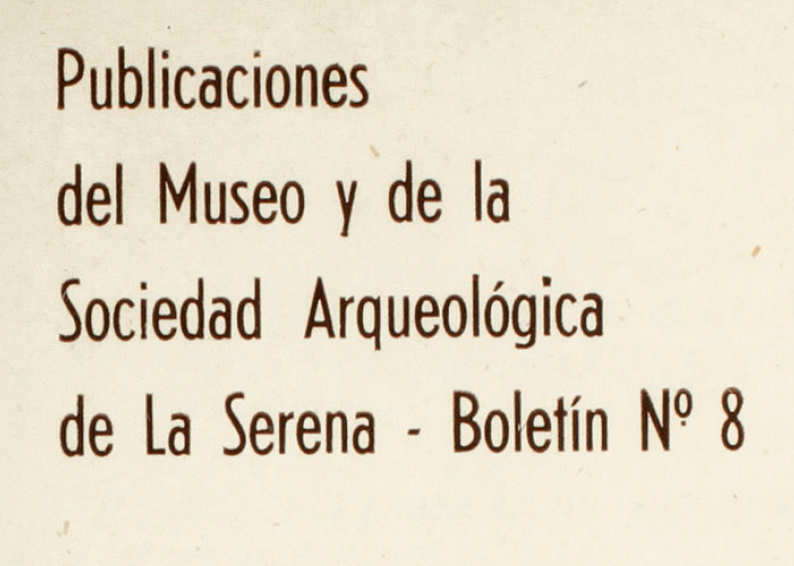 Publicaciones
del Museo y de la
Sociedad Arqueológica
de La Serena - Boletín Nº 8